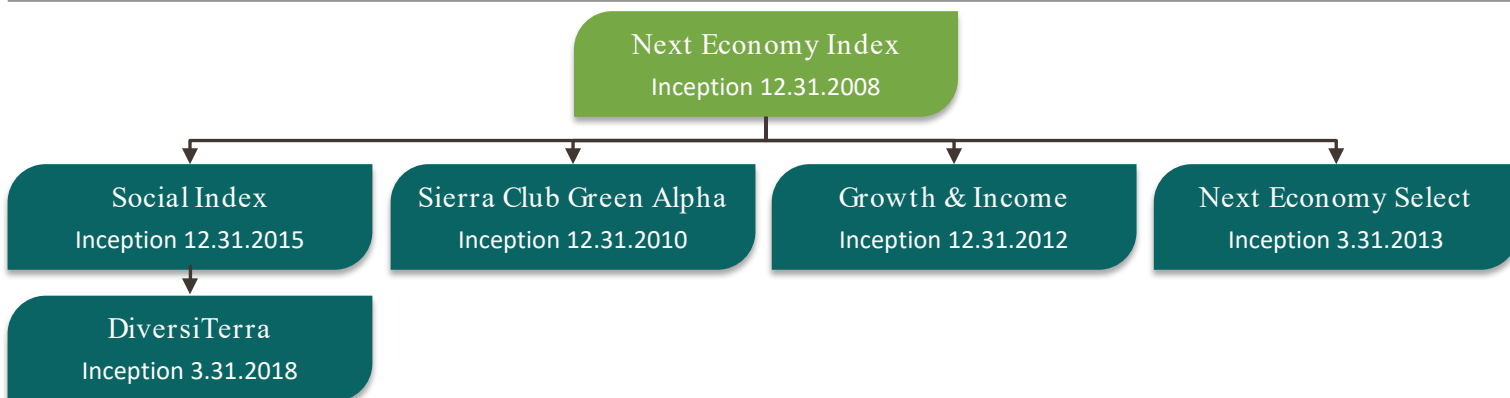 Next Economy Index
Inception 12.31.2008
Social Index
Inception 12.31.2015
Sierra Club Green Alpha
Inception 12.31.2010
Growth & Income
Inception 12.31.2012
Next Economy Select
Inception 3.31.2013
DiversiTerra
Inception 3.31.2018